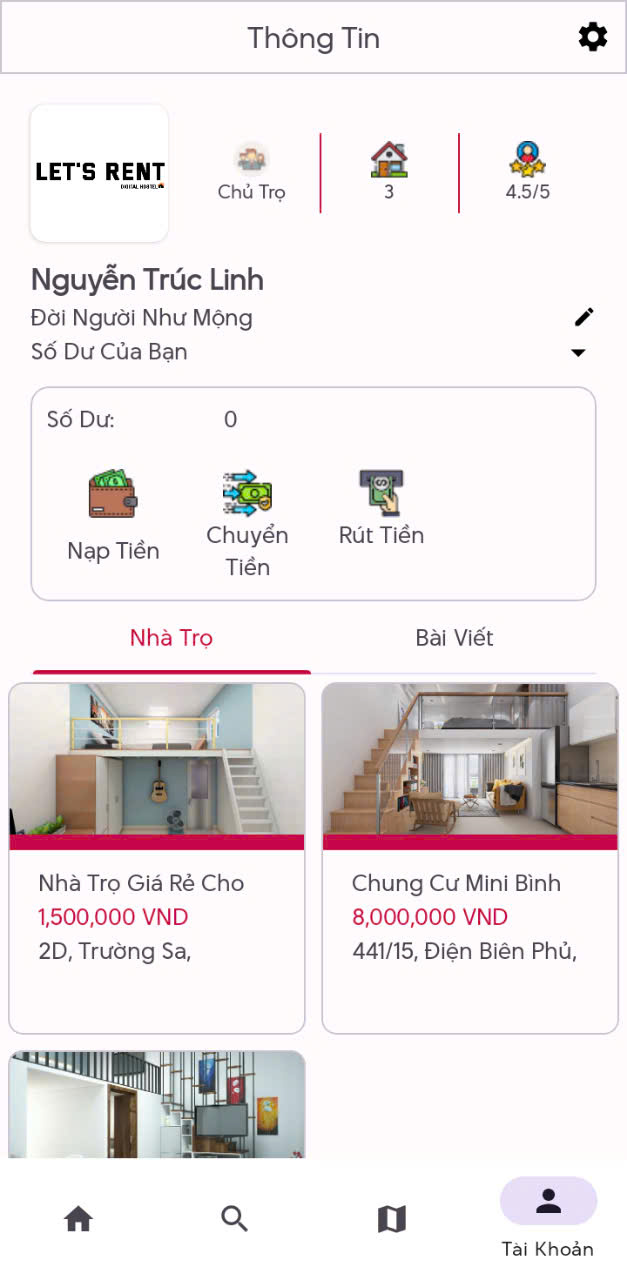 Thông Tin
LET'S RENT
DIGITAL HOSTEL
Chủ Trọ
3
4.5/5
Nguyễn Trúc Linh
Đời Người Như Mộng
Số Dư Của Bạn
Số Dư:
0
Nạp Tiền
Chuyển
Tiền
Rút Tiền
Nhà Trọ
Bài Viết
Nhà Trọ Giá Rẻ Cho
1,500,000 VND
2D, Trường Sa,
Chung Cư Mini Bình
8,000,000 VND
441/15, Điện Biên Phủ,
Tài Khoản